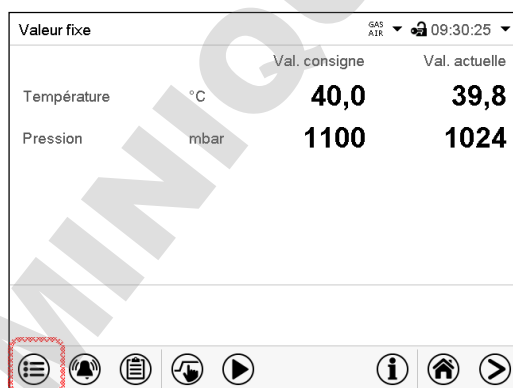 Valeur fixe GAS AIR 09:30:25
Val. consigne Val. actuelle
Température °C 40,0 39,8
Pression mbar 1100 1024
MINIQ